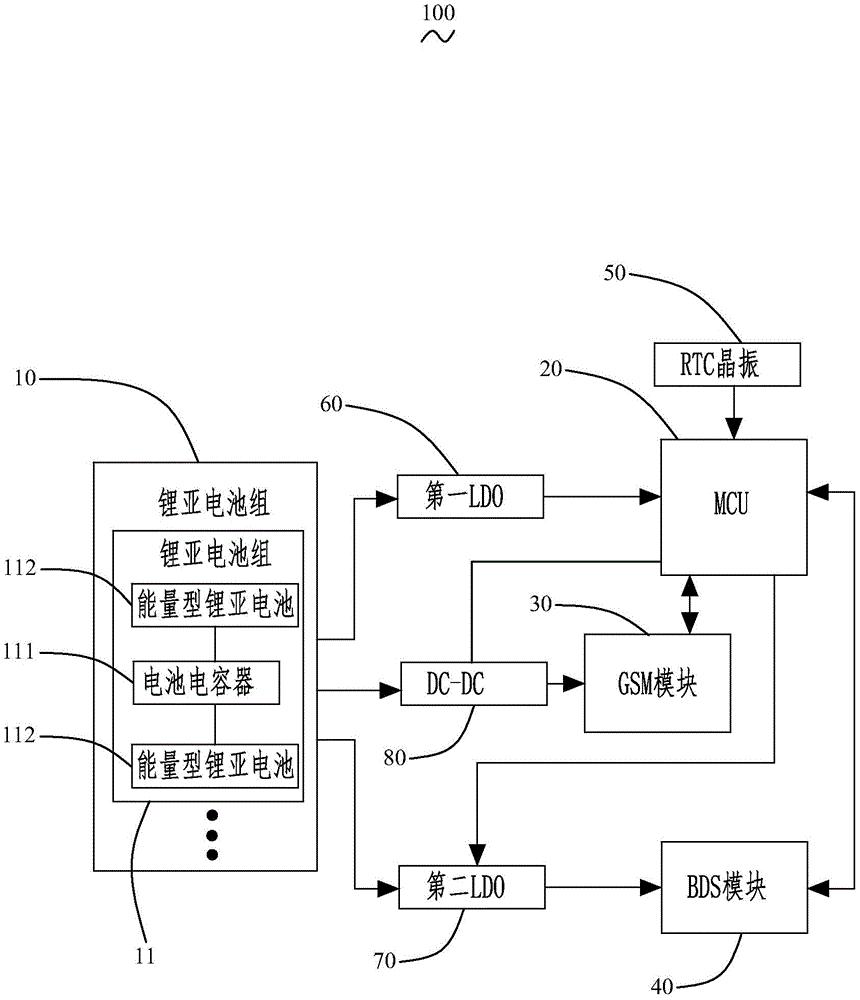 100
50
RTC晶振
10
20
60
锂亚电池组
第一LDO
MCU
锂亚电池组
112
能量型锂亚电池
30
111
电池电容器
DC-DC
GSM模块
112
能量型锂亚电池
80
第二LDO
BDS模块
11
70
40